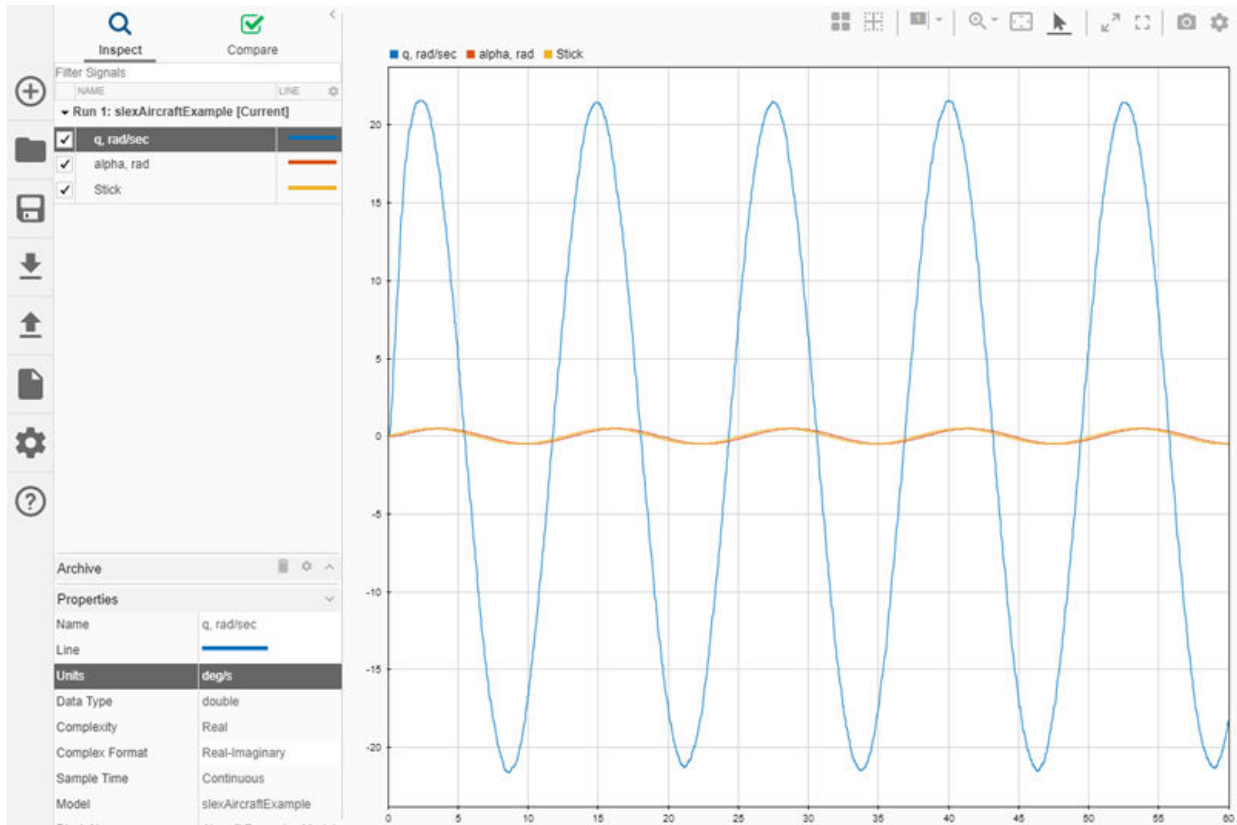 Inspect Compare
Filter Signals
NAME LINE
Run 1: slexAircraftExample [Current]
q, rad/sec
alpha, rad
Stick
Archive
Properties
Name q, rad/sec
Line
Units deg/s
Data Type double
Complexity Real
Complex Format Real-Imaginary
Sample Time Continuous
Model slexAircraftExample
1
q, rad/sec alpha, rad Stick
20
15
10
5
0
-5
-10
-15
-20
0 5 10 15 20 25 30 35 40 45 50 55 60